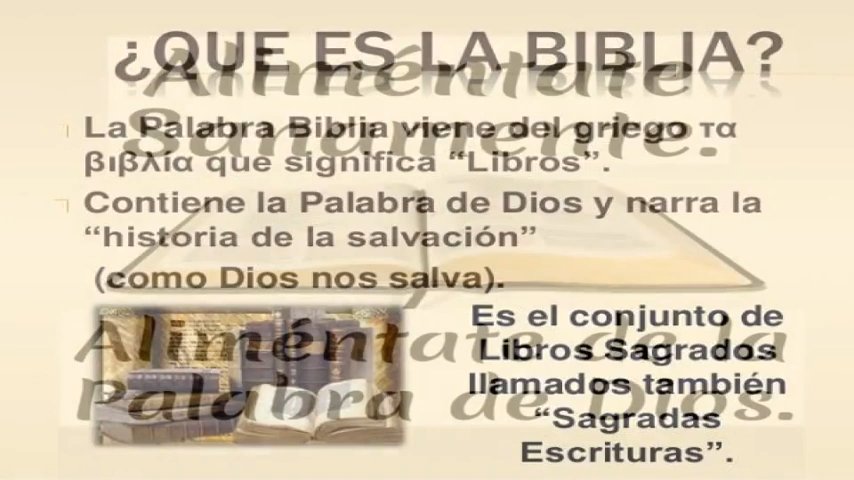 ¿QUE ES LA BIBLIA?
Aliméntate
Sanamente.
La Palabra Biblia viene del griego τα
βιβλία que significa “Libros”.
Contiene la Palabra de Dios y narra la
“historia de la salvación”
(como Dios nos salva).
Es el conjunto de
Libros Sagrados
llamados también
“Sagradas
Escrituras”.
Aliméntate de la
Palabra de Dios.